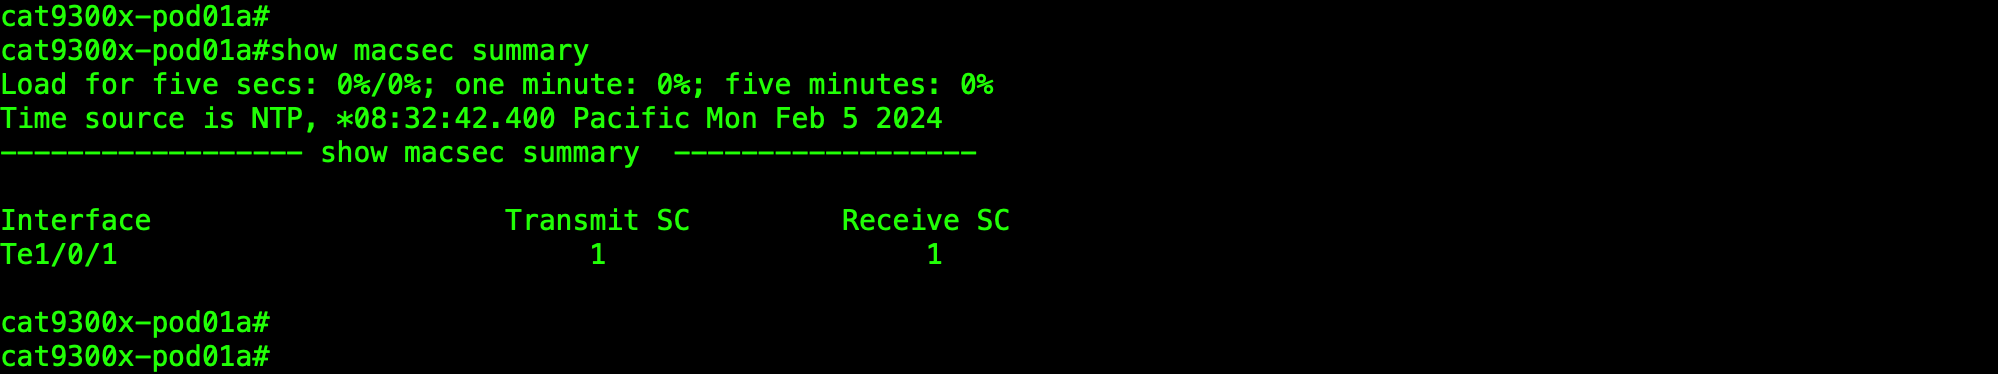 cat9300x-pod01a#
cat9300x-pod01a#show macsec summary
Load for five secs: 0%/0%; one minute: 0%; five minutes: 0%
Time source is NTP, *08:32:42.400 Pacific Mon Feb 5 2024
------------------ show macsec summary  ------------------
Interface                     Transmit SC         Receive SC
Te1/0/1                            1                   1
cat9300x-pod01a#
cat9300x-pod01a#